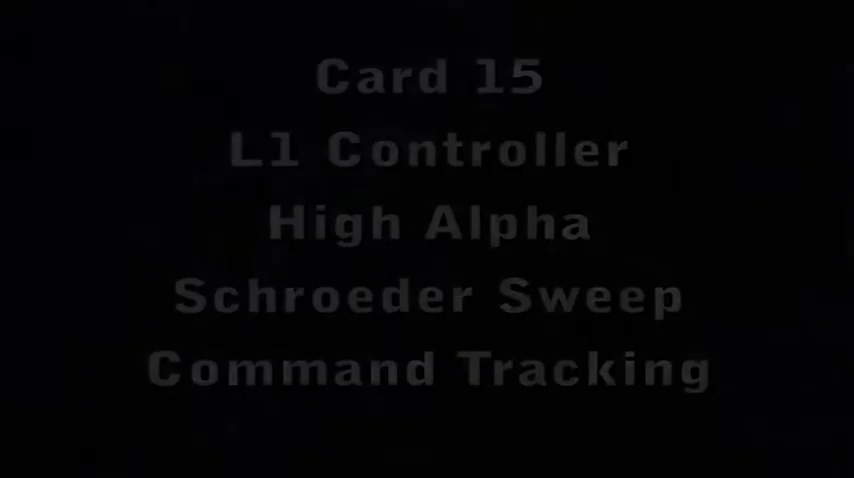 Card 15
L1 Controller
High Alpha
Schroeder Sweep
Command Tracking